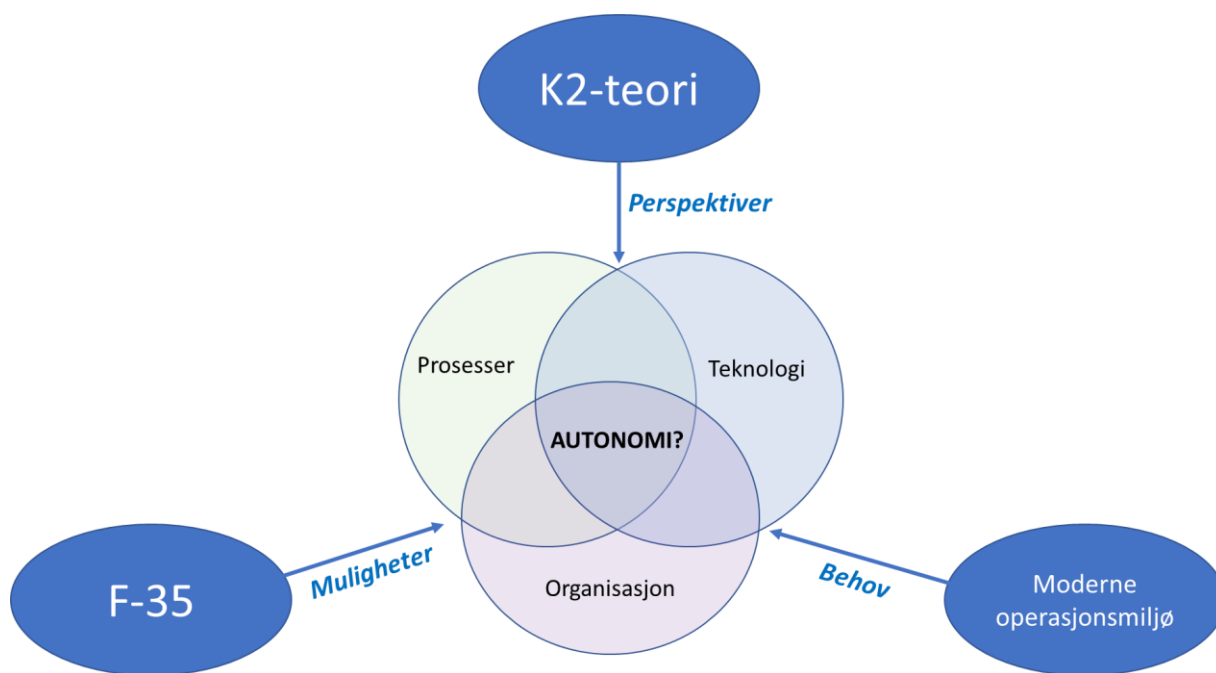 K2-teori
Perspektiver
Prosesser
Teknologi
AUTONOMI?
F-35
Muligheter
Organisasjon
Behov
Moderne
operasjonsmiljø